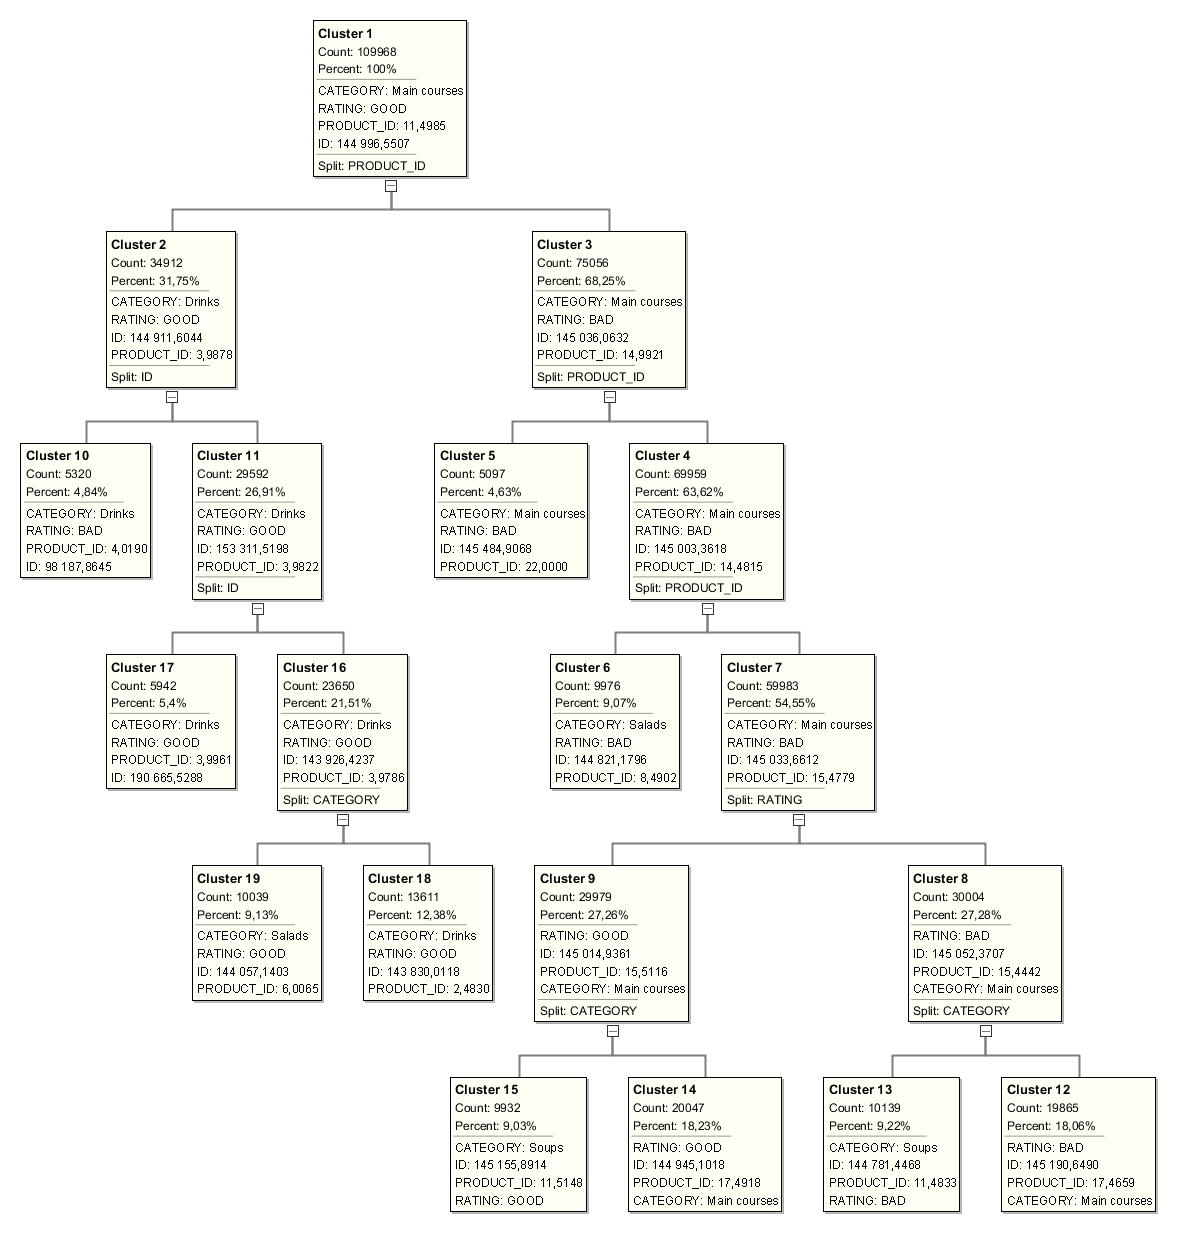 Cluster 1
Count: 109968
Percent: 100%
CATEGORY: Main courses
RATING: GOOD
PRODUCT_ID: 11,4985
ID: 144 996,5507
Split: PRODUCT_ID
Cluster 2
Count: 34912
Percent: 31,75%
CATEGORY: Drinks
RATING: GOOD
ID: 144 911,6044
PRODUCT_ID: 3,9878
Split: ID
Cluster 3
Count: 75056
Percent: 68,25%
CATEGORY: Main courses
RATING: BAD
ID: 145 036,0632
PRODUCT_ID: 14,9921
Split: PRODUCT_ID
Cluster 10
Count: 5320
Percent: 4,84%
CATEGORY: Drinks
RATING: BAD
PRODUCT_ID: 4,0190
ID: 98 187,8645
Cluster 11
Count: 29592
Percent: 26,91%
CATEGORY: Drinks
RATING: GOOD
ID: 153 311,5198
PRODUCT_ID: 3,9822
Split: ID
Cluster 5
Count: 5097
Percent: 4,63%
CATEGORY: Main courses
RATING: BAD
ID: 145 484,9068
PRODUCT_ID: 22,0000
Cluster 4
Count: 69959
Percent: 63,62%
CATEGORY: Main courses
RATING: BAD
ID: 145 003,3618
PRODUCT_ID: 14,4815
Split: PRODUCT_ID
Cluster 17
Count: 5942
Percent: 5,4%
CATEGORY: Drinks
RATING: GOOD
PRODUCT_ID: 3,9961
ID: 190 665,5288
Cluster 16
Count: 23650
Percent: 21,51%
CATEGORY: Drinks
RATING: GOOD
ID: 143 926,4237
PRODUCT_ID: 3,9786
Split: CATEGORY
Cluster 6
Count: 9976
Percent: 9,07%
CATEGORY: Salads
RATING: BAD
ID: 144 821,1796
PRODUCT_ID: 8,4902
Cluster 7
Count: 59983
Percent: 54,55%
CATEGORY: Main courses
RATING: BAD
ID: 145 033,6612
PRODUCT_ID: 15,4779
Split: RATING
Cluster 19
Count: 10039
Percent: 9,13%
CATEGORY: Salads
RATING: GOOD
ID: 144 057,1403
PRODUCT_ID: 6,0065
Cluster 18
Count: 13611
Percent: 12,38%
CATEGORY: Drinks
RATING: GOOD
ID: 143 830,0118
PRODUCT_ID: 2,4830
Cluster 9
Count: 29979
Percent: 27,26%
RATING: GOOD
ID: 145 014,9361
PRODUCT_ID: 15,5116
CATEGORY: Main courses
Split: CATEGORY
Cluster 8
Count: 30004
Percent: 27,28%
RATING: BAD
ID: 145 052,3707
PRODUCT_ID: 15,4442
CATEGORY: Main courses
Split: CATEGORY
Cluster 15
Count: 9932
Percent: 9,03%
CATEGORY: Soups
ID: 145 155,8914
PRODUCT_ID: 11,5148
RATING: GOOD
Cluster 14
Count: 20047
Percent: 18,23%
RATING: GOOD
ID: 144 945,1018
PRODUCT_ID: 17,4918
CATEGORY: Main courses
Cluster 13
Count: 10139
Percent: 9,22%
CATEGORY: Soups
ID: 144 781,4468
PRODUCT_ID: 11,4833
RATING: BAD
Cluster 12
Count: 19865
Percent: 18,06%
RATING: BAD
ID: 145 190,6490
PRODUCT_ID: 17,4659
CATEGORY: Main courses